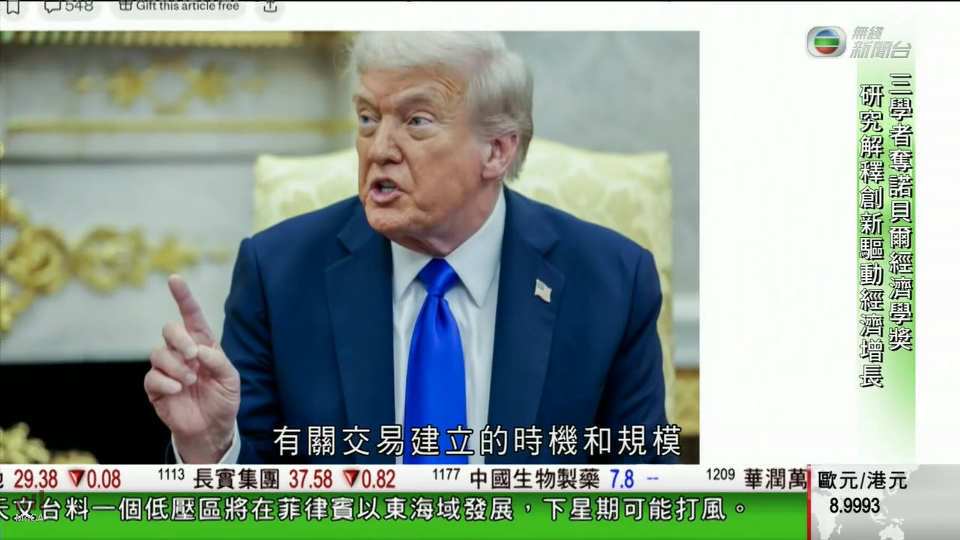 548 Gift this article free
無綫
新聞台
三學者奪諾貝爾經濟學獎
研究解釋創新驅動經濟增長
有關交易建立的時機和規模
29.38 ▼0.08 1113 長實集團 37.58 ▼0.82 1177 中國生物製藥 7.8 -- 1209 華潤萬
歐元/港元
8.9993
天文台料一個低壓區將在菲律賓以東海域發展，下星期可能打風。